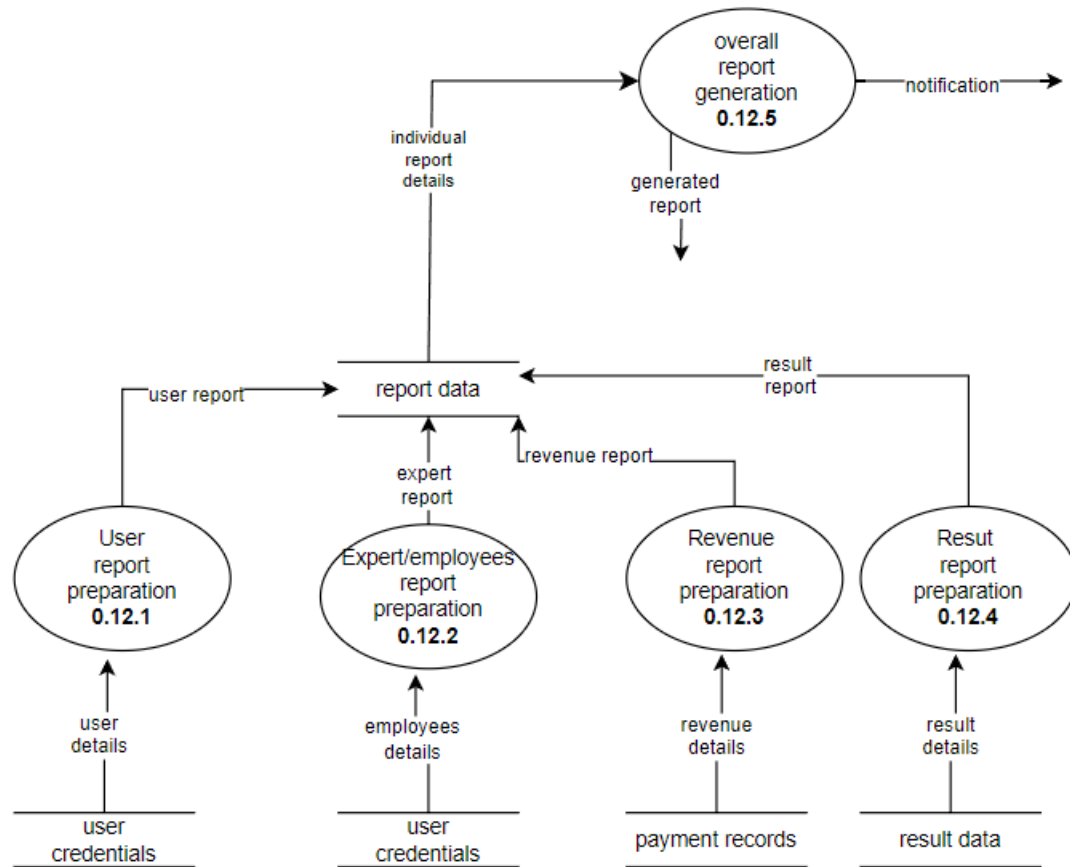 overall
report
generation
0.12.5
notification
individual
report
details
generated
report
result
report
user report
report data
revenue report
expert
report
User
report
preparation
0.12.1
Expert/employees
report
preparation
0.12.2
Revenue
report
preparation
0.12.3
Resut
report
preparation
0.12.4
user
details
employees
details
revenue
details
result
details
user
credentials
user
credentials
payment records
result data